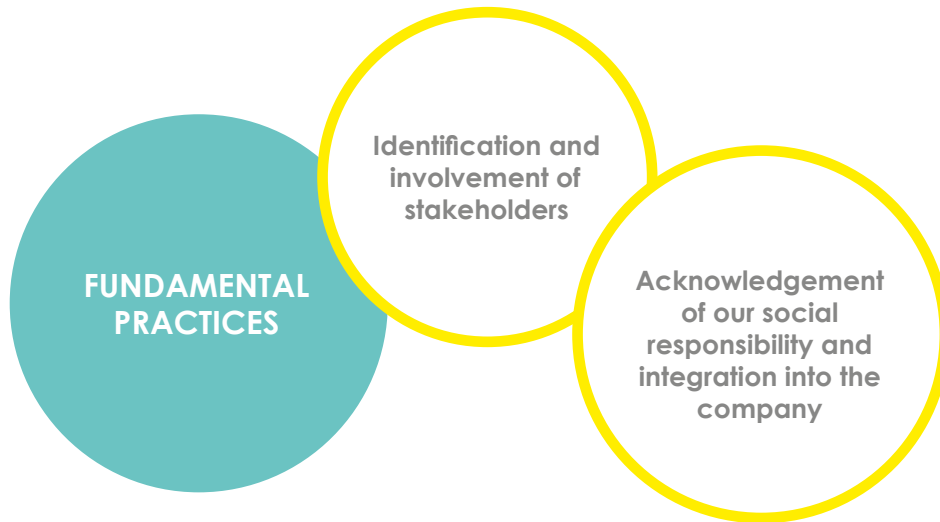 FUNDAMENTAL
PRACTICES
Identification and
involvement of
stakeholders
Acknowledgement
of our social
responsibility and
integration into the
company